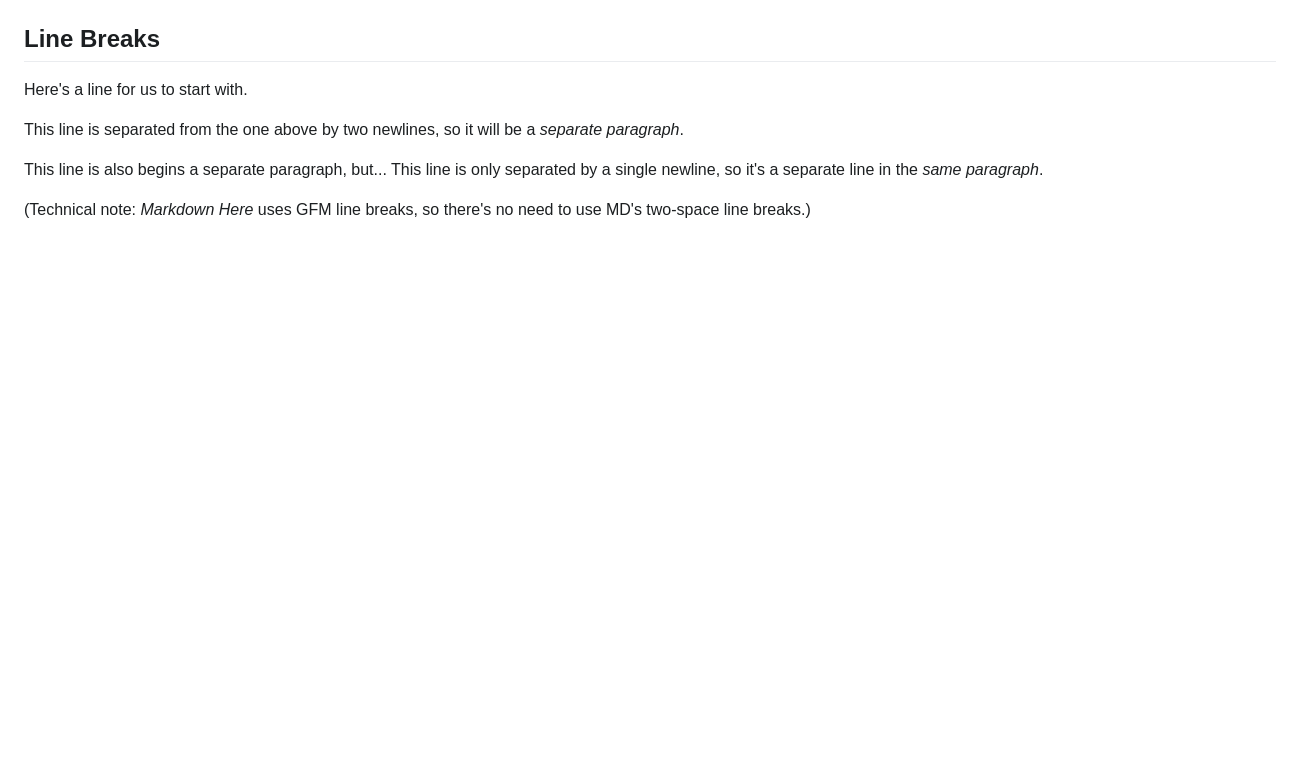 Line Breaks
Here's a line for us to start with.
This line is separated from the one above by two newlines, so it will be a separate paragraph.
This line is also begins a separate paragraph, but... This line is only separated by a single newline, so it's a separate line in the same paragraph.
(Technical note: Markdown Here uses GFM line breaks, so there's no need to use MD's two-space line breaks.)